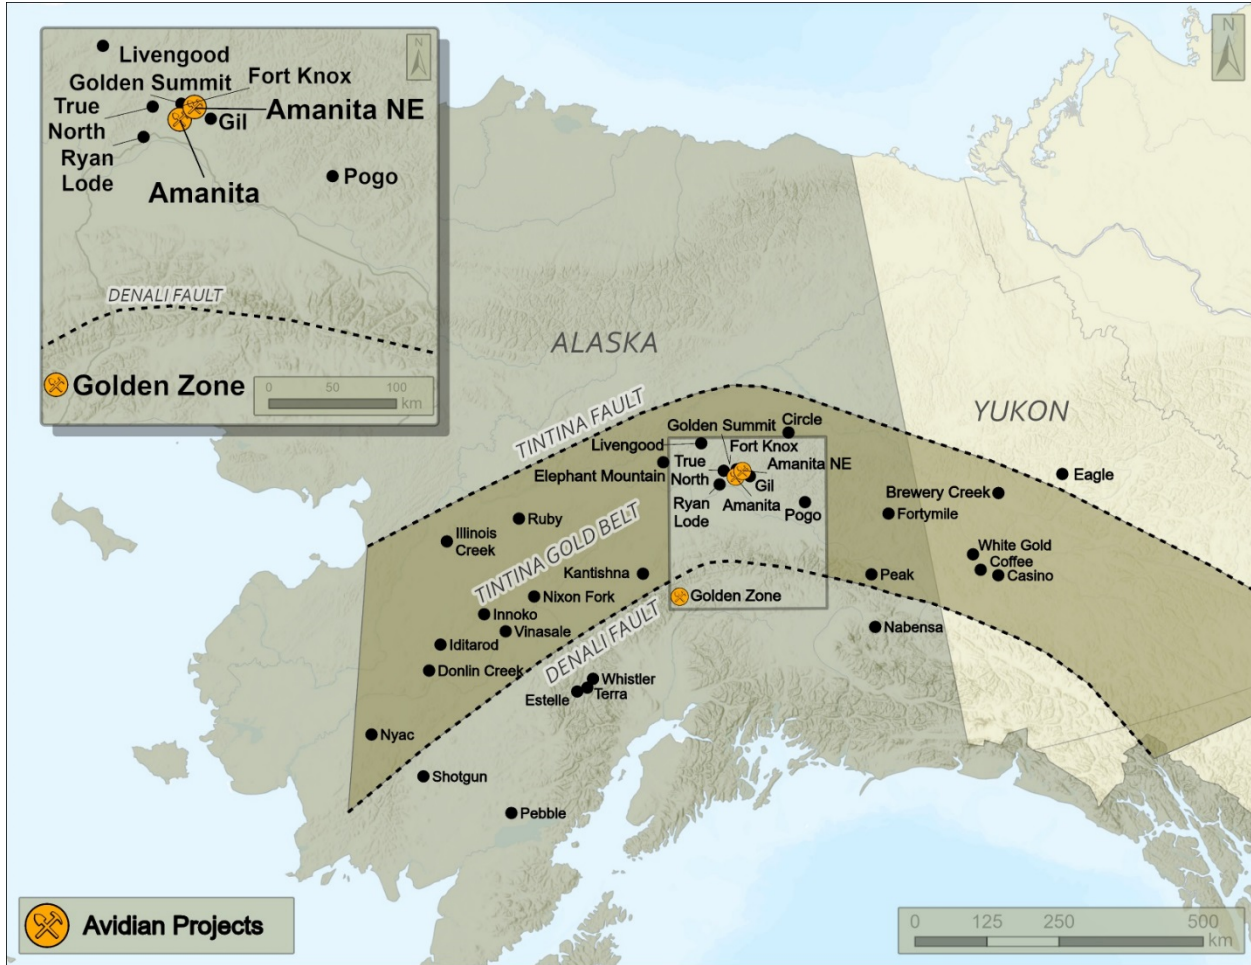 N
Livengood
Golden Summit
Fort Knox
True
North
Amanita NE
Gil
Ryan
Lode
Amanita
Pogo
DENALI FAULT
Golden Zone
0 50 100
km
N
ALASKA
YUKON
TINTINA FAULT
Golden Summit
Circle
Livengood
Fort Knox
True
North
Amanita NE
Elephant Mountain
Gil
Ryan
Lode
Amanita
Pogo
Eagle
Brewery Creek
Fortymile
Ruby
Illinois
Creek
TINTINA GOLD BELT
White Gold
Coffee
Casino
Kantishna
Peak
Nixon Fork
Golden Zone
Innoko
Vinasale
Nabensa
Iditarod
DENALI FAULT
Donlin Creek
Whistler
Terra
Estelle
Nyac
Shotgun
Pebble
Avidian Projects
0 125 250 500
km